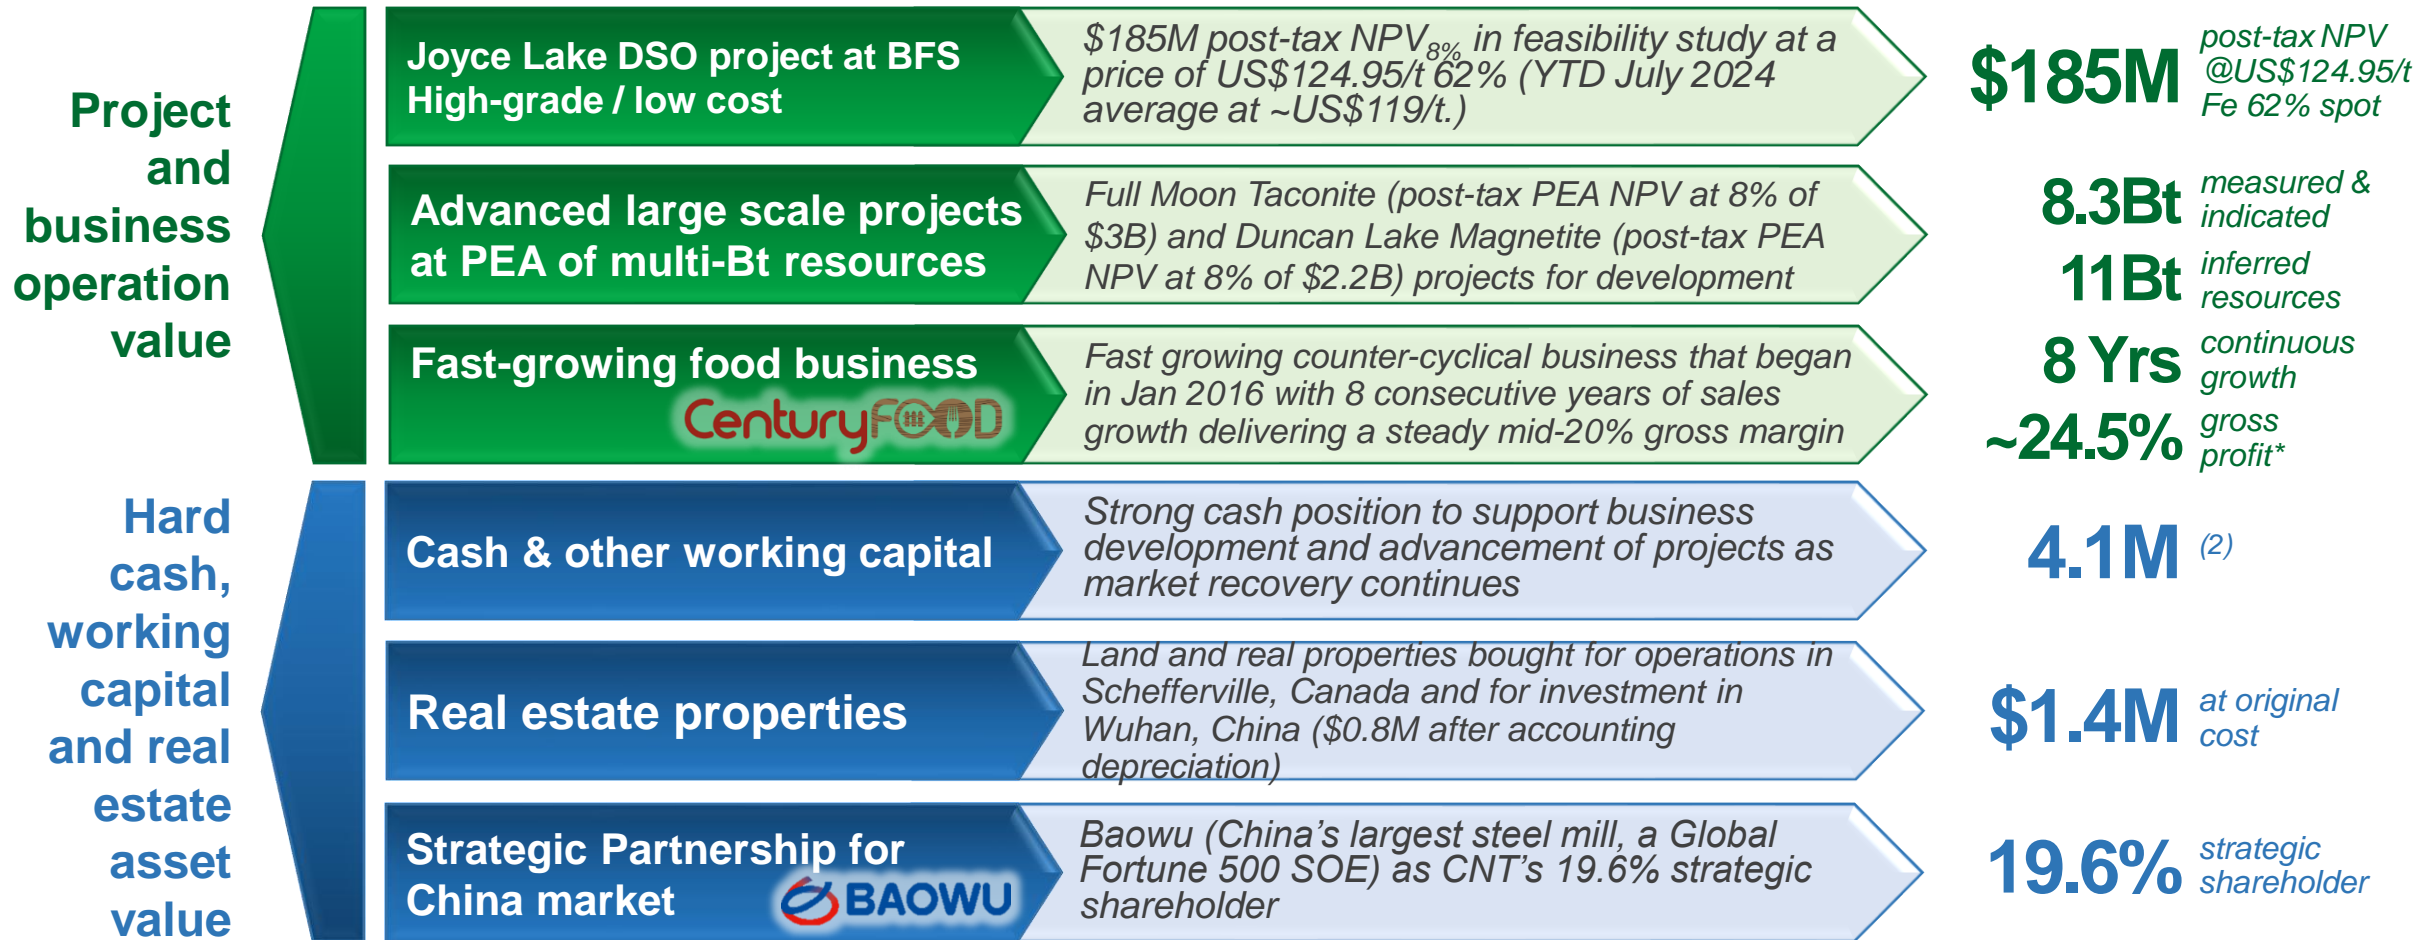 Project
and
business
operation
value
Joyce Lake DSO project at BFS
High-grade / low cost
$185M post-tax NPV8% in feasibility study at a
price of US$124.95/t 62% (YTD July 2024
average at ~US$119/t.)
$185M
post-tax NPV
@US$124.95/t
Fe 62% spot
Advanced large scale projects
at PEA of multi-Bt resources
Full Moon Taconite (post-tax PEA NPV at 8% of
$3B) and Duncan Lake Magnetite (post-tax PEA
NPV at 8% of $2.2B) projects for development
8.3Bt
measured &
indicated
11Bt
inferred
resources
Fast-growing food business
CenturyFOOD
Fast growing counter-cyclical business that began
in Jan 2016 with 8 consecutive years of sales
growth delivering a steady mid-20% gross margin
8 Yrs
continuous
growth
~24.5%
gross
profit*
Hard
cash,
working
capital
and real
estate
asset
value
Cash & other working capital
Strong cash position to support business
development and advancement of projects as
market recovery continues
4.1M
(2)
Real estate properties
Land and real properties bought for operations in
Schefferville, Canada and for investment in
Wuhan, China ($0.8M after accounting
depreciation)
$1.4M
at original
cost
Strategic Partnership for
China market
BAOWU
Baowu (China’s largest steel mill, a Global
Fortune 500 SOE) as CNT’s 19.6% strategic
shareholder
19.6%
strategic
shareholder